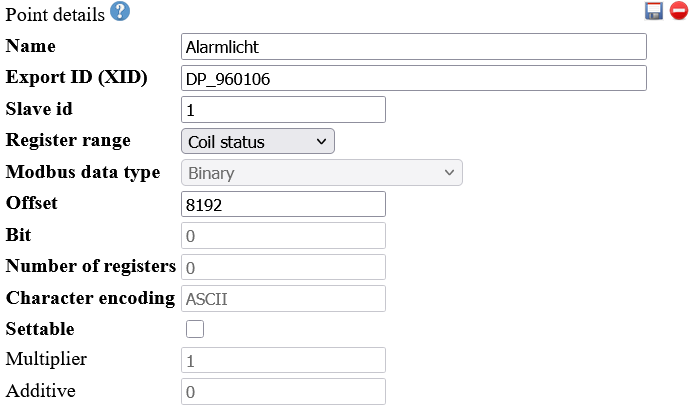 Point details ?
Name Alarmlicht
Export ID (XID) DP_960106
Slave id 1
Register range Coil status
Modbus data type Binary
Offset 8192
Bit 0
Number of registers 0
Character encoding ASCII
Settable
Multiplier 1
Additive 0